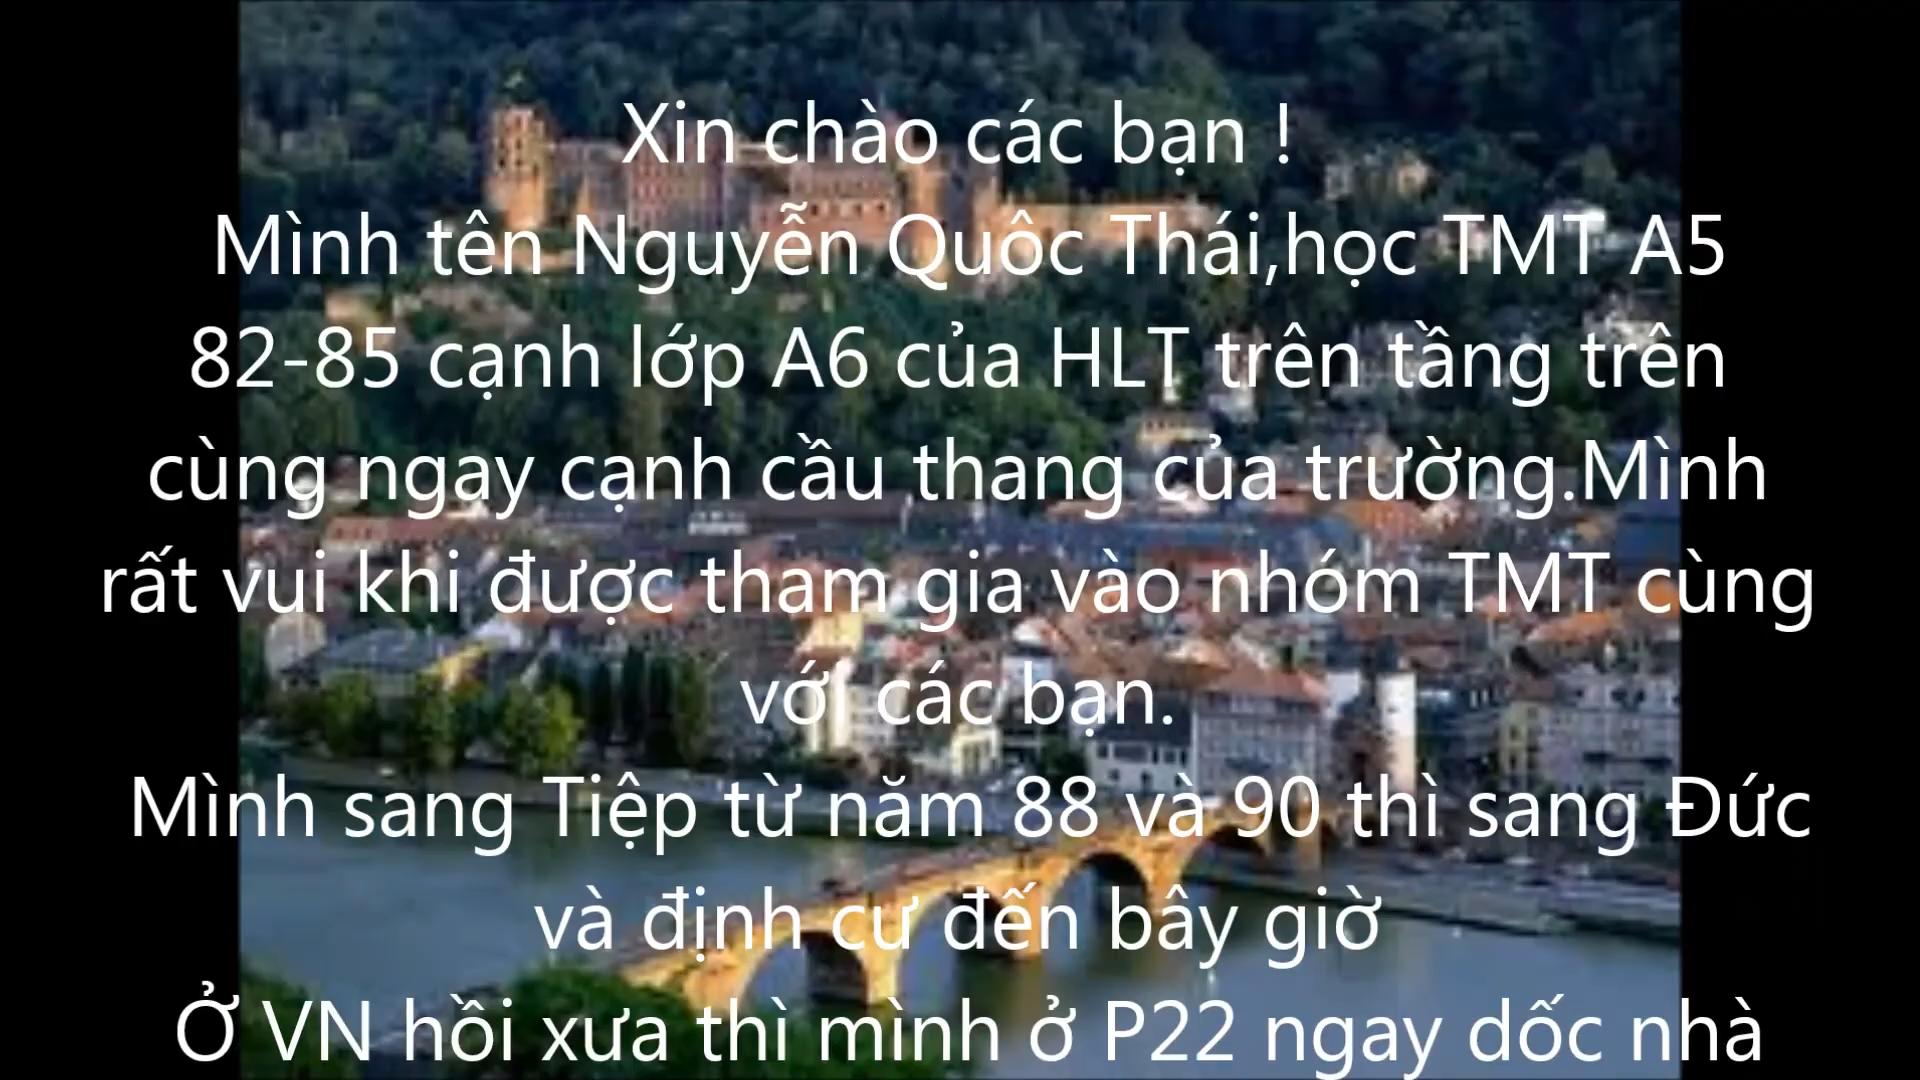 Xin chào các bạn !
Mình tên Nguyễn Quôc Thái,học TMT A5
82-85 cạnh lớp A6 của HLT trên tầng trên
cùng ngay cạnh cầu thang của trường.Mình
rất vui khi được tham gia vào nhóm TMT cùng
với các bạn.
Mình sang Tiệp từ năm 88 và 90 thì sang Đức
và định cư đến bây giờ
Ở VN hồi xưa thì mình ở P22 ngay dốc nhà